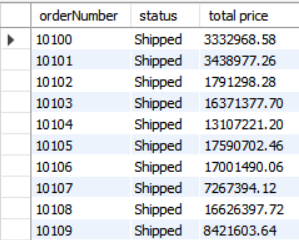 orderNumber status total price
10100 Shipped 3332968.58
10101 Shipped 3438977.26
10102 Shipped 1791298.28
10103 Shipped 16371377.70
10104 Shipped 13107221.20
10105 Shipped 17590702.46
10106 Shipped 17001490.06
10107 Shipped 7267394.12
10108 Shipped 16626397.72
10109 Shipped 8421603.64